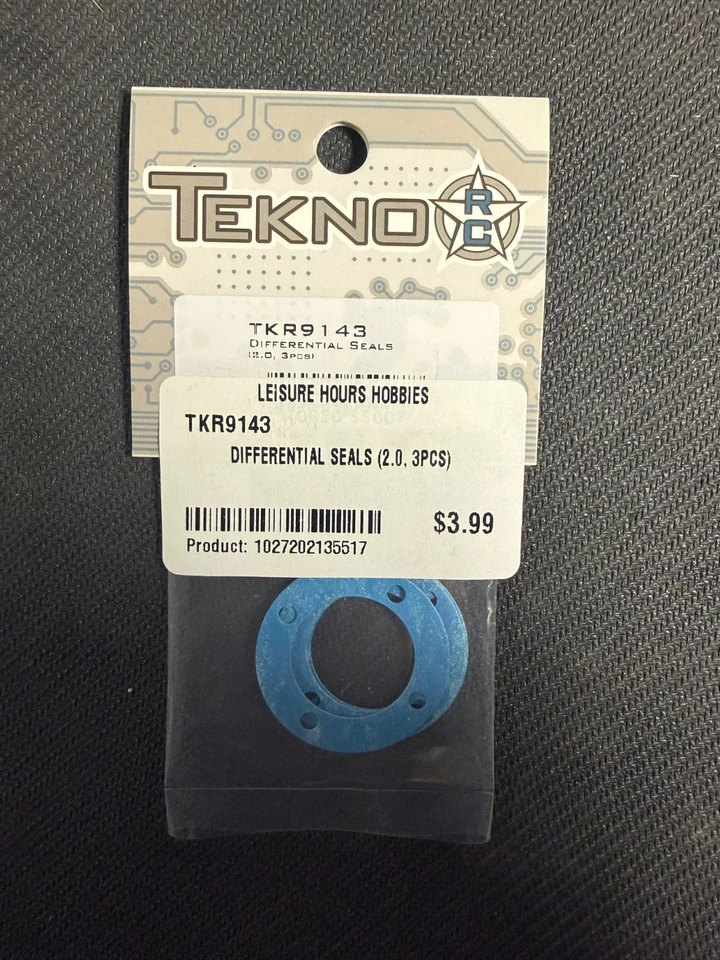 TEKNO RC
TKR9143
DIFFERENTIAL SEALS
(2.0, 3PCS)
LEISURE HOURS HOBBIES
TKR9143
DIFFERENTIAL SEALS (2.0, 3PCS)
$3.99
Product: 1027202135517